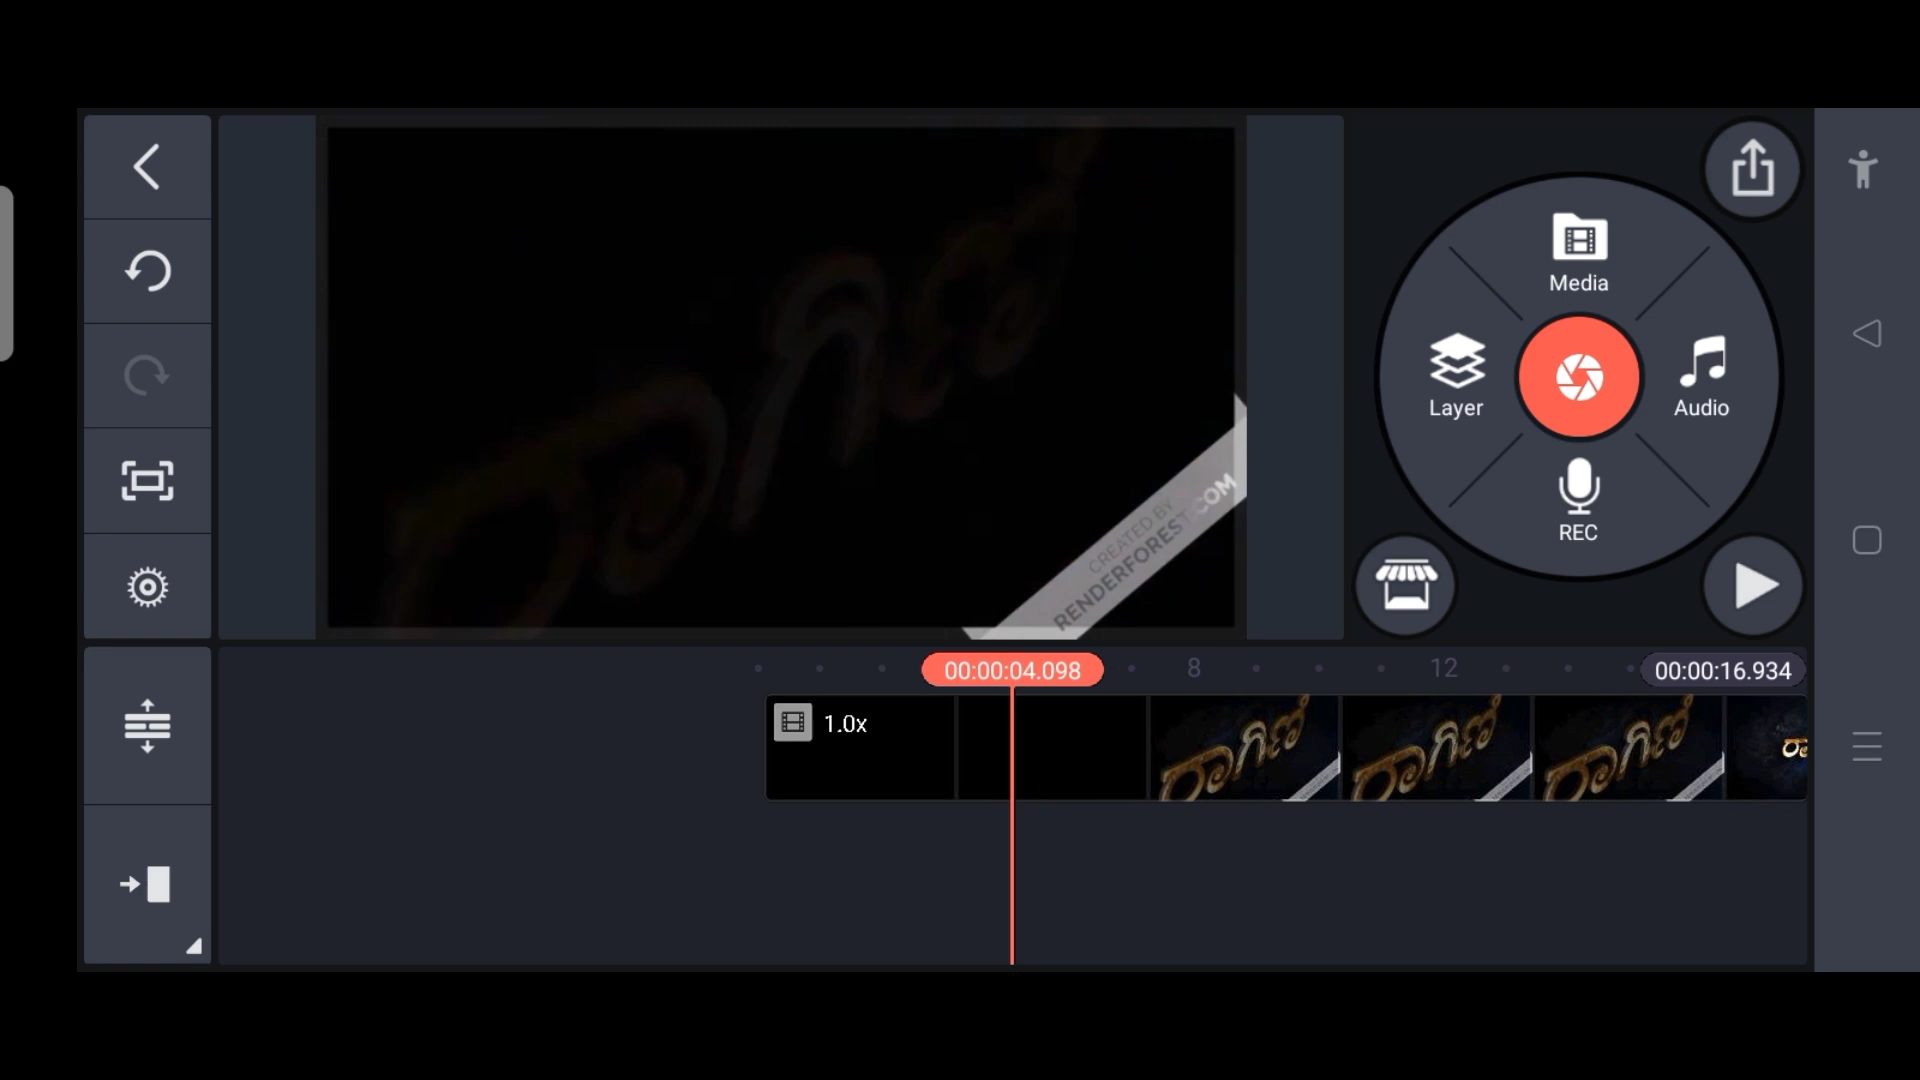 Media
Layer
Audio
REC
ರಾಗಿಣಿ
CREATED BY
RENDERFOREST.COM
00:00:04.098
8
12
00:00:16.934
1.0x
ರಾಗಿಣಿ
ರಾಗಿಣಿ
ರಾಗಿಣಿ
ರಾ